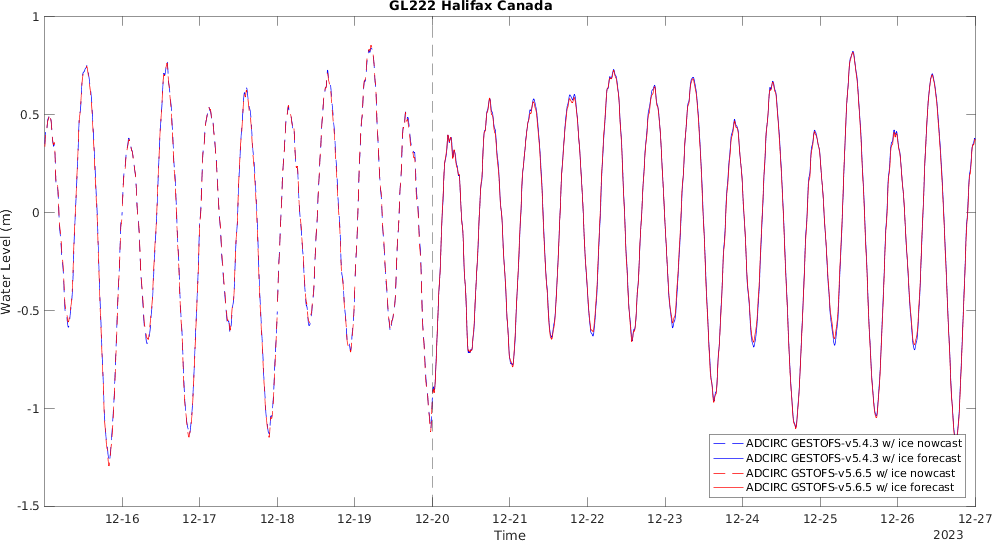 GL222 Halifax Canada
1
0.5
0
-0.5
-1
-1.5
Water Level (m)
ADCIRC GESTOFS-v5.4.3 w/ ice nowcast
ADCIRC GESTOFS-v5.4.3 w/ ice forecast
ADCIRC GSTOFS-v5.6.5 w/ ice nowcast
ADCIRC GSTOFS-v5.6.5 w/ ice forecast
12-16 12-17 12-18 12-19 12-20 12-21 12-22 12-23 12-24 12-25 12-26 12-27
Time
2023